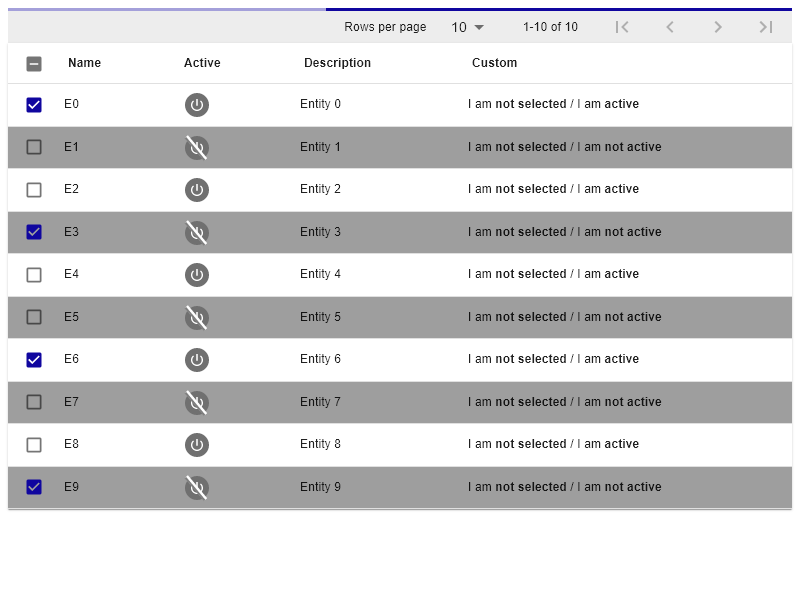 Rows per page 10 1-10 of 10
Name Active Description Custom
E0 Entity 0 I am not selected / I am active
E1 Entity 1 I am not selected / I am not active
E2 Entity 2 I am not selected / I am active
E3 Entity 3 I am not selected / I am not active
E4 Entity 4 I am not selected / I am active
E5 Entity 5 I am not selected / I am not active
E6 Entity 6 I am not selected / I am active
E7 Entity 7 I am not selected / I am not active
E8 Entity 8 I am not selected / I am active
E9 Entity 9 I am not selected / I am not active